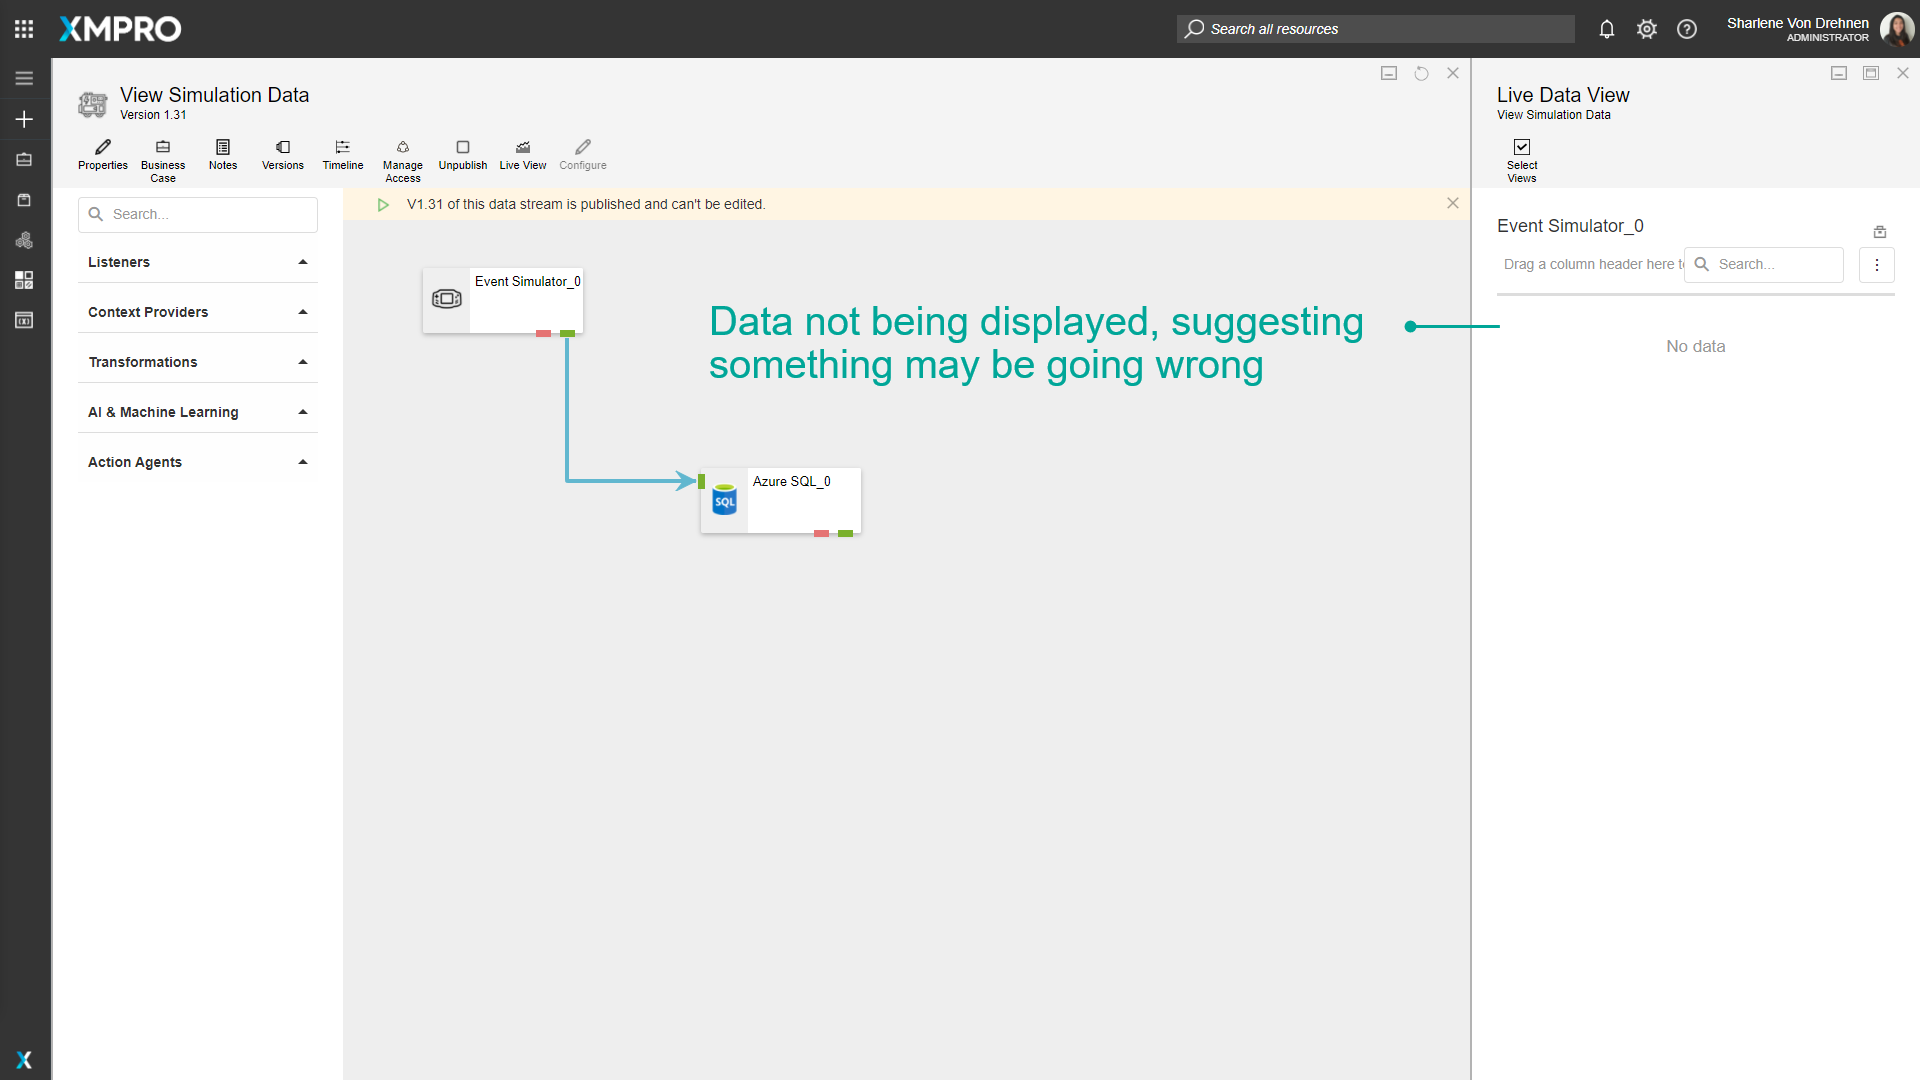 XMPRO
Search all resources
Sharlene Von Drehnen
ADMINISTRATOR
View Simulation Data
Version 1.31
Properties
Business
Case
Notes
Versions
Timeline
Manage
Access
Unpublish
Live View
Configure
Search...
Listeners
Context Providers
Transformations
AI & Machine Learning
Action Agents
V1.31 of this data stream is published and can't be edited.
Event Simulator_0
Data not being displayed, suggesting
something may be going wrong
SQL
Azure SQL_0
Live Data View
View Simulation Data
Select
Views
Event Simulator_0
Drag a column header here t
Search...
No data